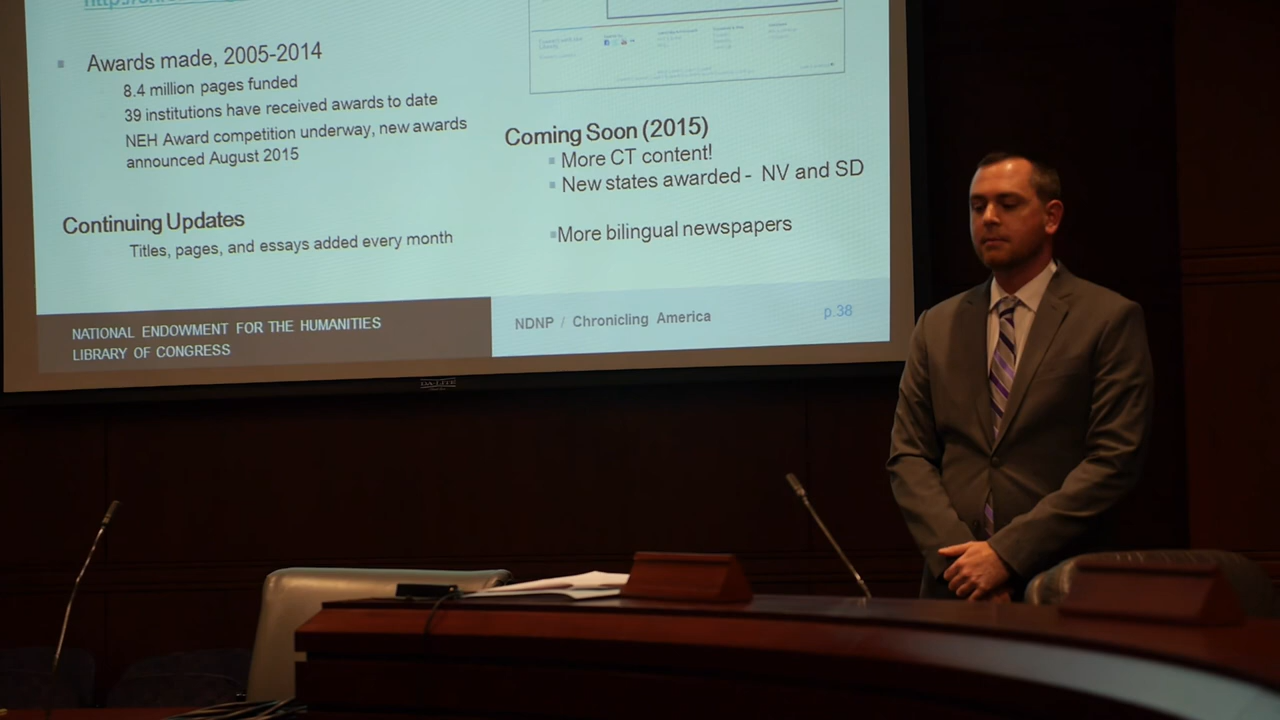 Awards made, 2005-2014
8.4 million pages funded
39 institutions have received awards to date
NEH Award competition underway, new awards
announced August 2015
Continuing Updates
Titles, pages, and essays added every month
Coming Soon (2015)
More CT content!
New states awarded - NV and SD
More bilingual newspapers
NATIONAL ENDOWMENT FOR THE HUMANITIES
LIBRARY OF CONGRESS
NDNP / Chronicling America
p.38
DA-LITE